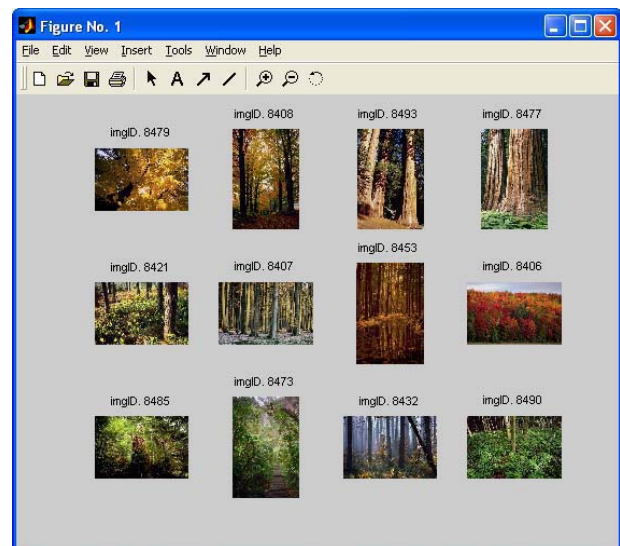 Figure No. 1
File Edit View Insert Tools Window Help
A
imgID. 8479
imgID. 8408
imgID. 8493
imgID. 8477
imgID. 8421
imgID. 8407
imgID. 8453
imgID. 8406
imgID. 8485
imgID. 8473
imgID. 8432
imgID. 8490